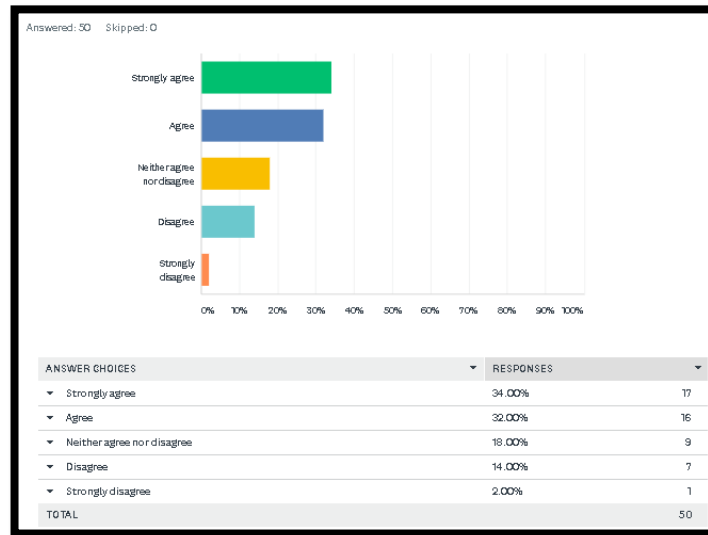 Answered: 50 Skipped: 0
Strongly agree
Agree
Neither agree
nor disagree
Disagree
Strongly
disagree
0% 10% 20% 30% 40% 50% 60% 70% 80% 90% 100%
ANSWER CHOICES RESPONSES
Strongly agree 34.00% 17
Agree 32.00% 16
Neither agree nor disagree 18.00% 9
Disagree 14.00% 7
Strongly disagree 2.00% 1
TOTAL 50